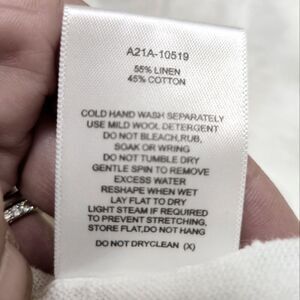 A21A-10519
55% LINEN
45% COTTON
COLD HAND WASH SEPARATELY
USE MILD WOOL DETERGENT
DO NOT BLEACH,RUB,
SOAK OR WRING
DO NOT TUMBLE DRY
GENTLE SPIN TO REMOVE
EXCESS WATER
RESHAPE WHEN WET
LAY FLAT TO DRY
LIGHT STEAM IF REQUIRED
TO PREVENT STRETCHING,
STORE FLAT,DO NOT HANG
DO NOT DRYCLEAN (X)